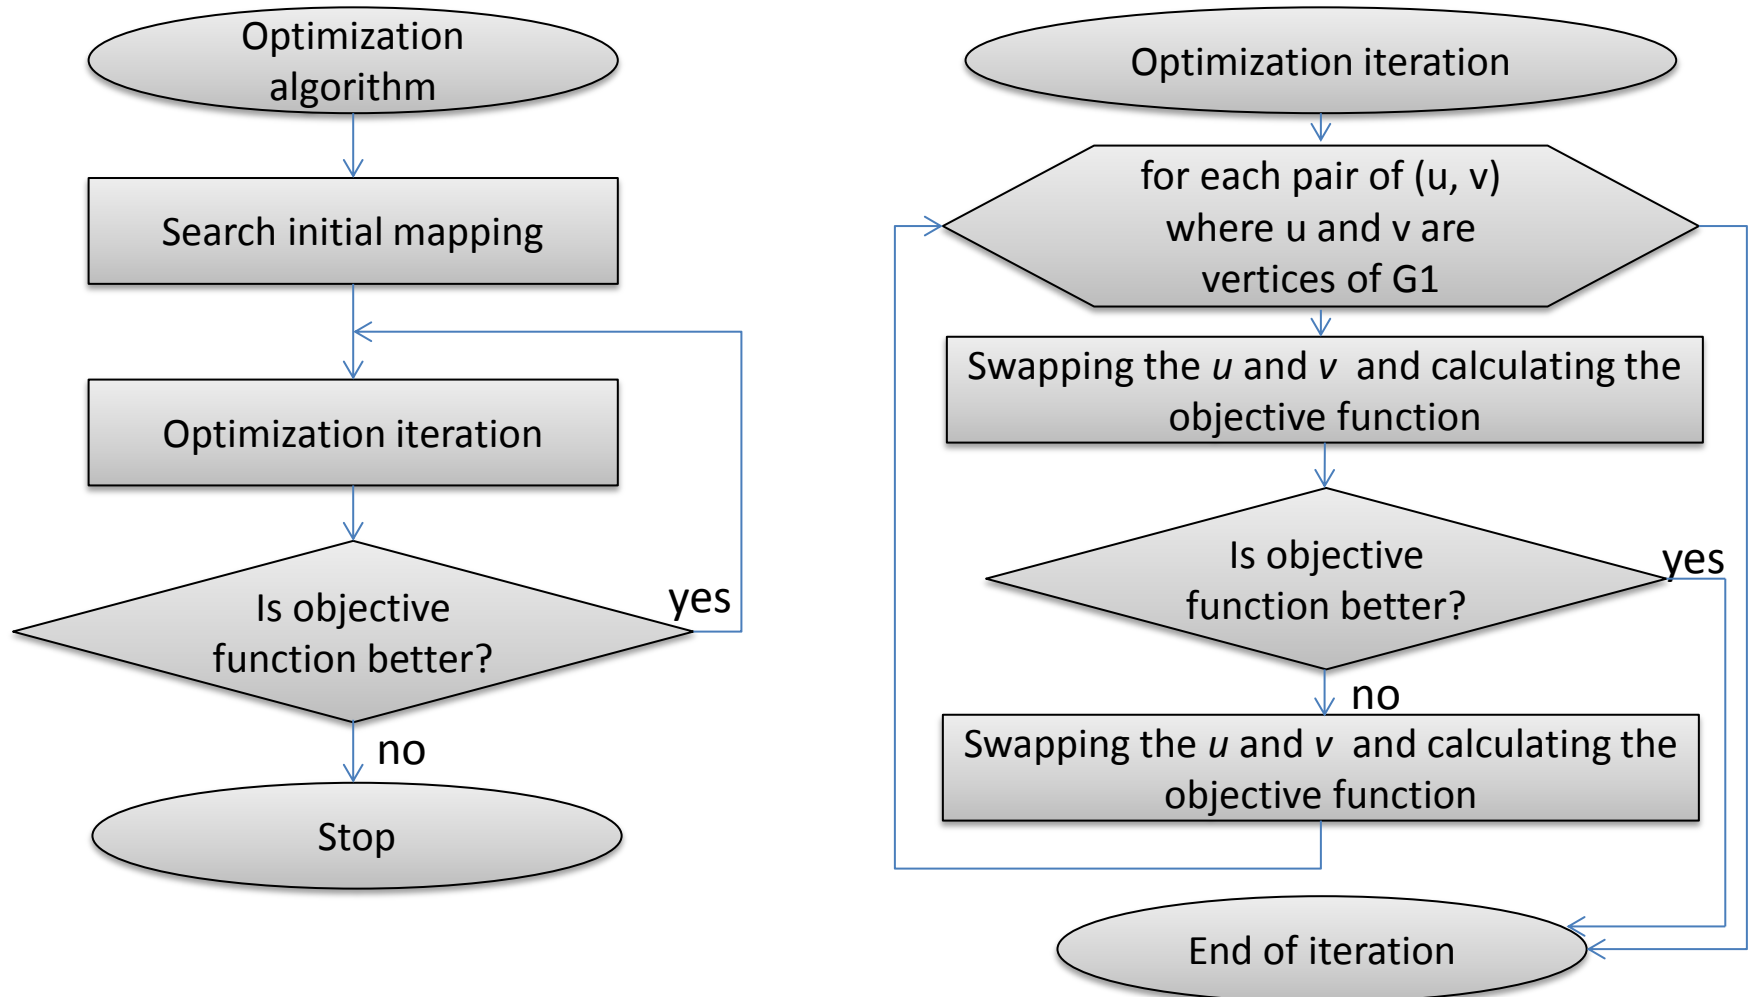 Optimization
algorithm
Search initial mapping
Optimization iteration
Is objective
function better?
yes
no
Stop
Optimization iteration
for each pair of (u, v)
where u and v are
vertices of G1
Swapping the u and v and calculating the
objective function
Is objective
function better?
yes
no
Swapping the u and v and calculating the
objective function
End of iteration